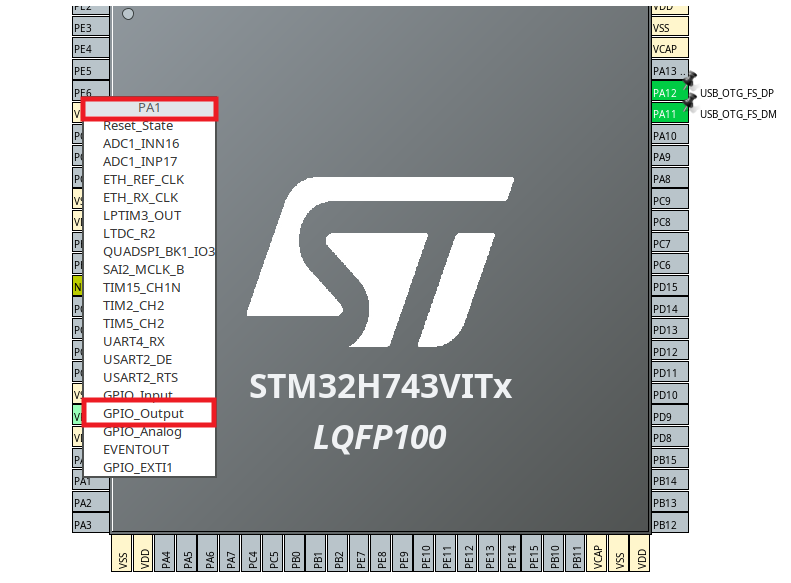 PE3
PE4
PE5
PE6
PA1
Reset_State
ADC1_INN16
ADC1_INP17
ETH_REF_CLK
ETH_RX_CLK
LPTIM3_OUT
LTDC_R2
QUADSPI_BK1_IO3
SAI2_MCLK_B
TIM15_CH1N
TIM2_CH2
TIM5_CH2
UART4_RX
USART2_DE
USART2_RTS
GPIO_Input
GPIO_Output
GPIO_Analog
EVENTOUT
GPIO_EXTI1
PA1
PA2
PA3
ST
STM32H743VITx
LQFP100
VDD
VSS
VCAP
PA13 ..
PA12 USB_OTG_FS_DP
PA11 USB_OTG_FS_DM
PA10
PA9
PA8
PC9
PC8
PC7
PC6
PD15
PD14
PD13
PD12
PD11
PD10
PD9
PD8
PB15
PB14
PB13
PB12
VSS
VDD
PA4
PA5
PA6
PA7
PC4
PC5
PB0
PB1
PB2
PE7
PE8
PE9
PE10
PE11
PE12
PE13
PE14
PE15
PB10
PB11
VCAP
VSS
VDD